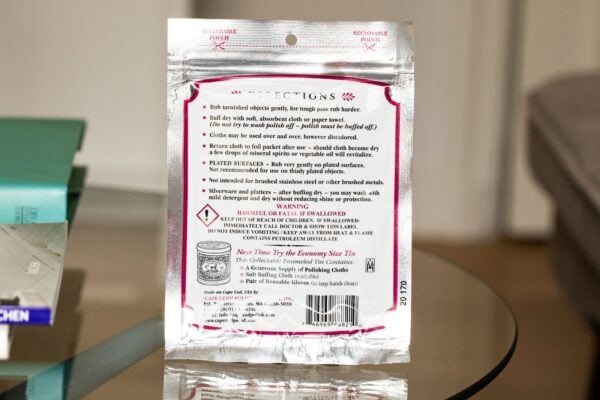 RECLOSABLE POUCH RECLOSABLE POUCH
DIRECTIONS
Rub tarnished objects gently, for tough jobs rub harder.
Buff dry with soft, absorbent cloth or paper towel.
(Do not try to wash polish off – polish must be buffed off.)
Cloths may be used over and over, however discolored.
Return cloth to foil packet after use – should cloth become dry
a few drops of mineral spirits or vegetable oil will revitalize.
PLATED SURFACES – Rub very gently on plated surfaces.
Not recommended for use on thinly plated objects.
Not intended for brushed stainless steel or other brushed metals.
Silverware and platters – after buffing dry – you may wash with
mild detergent and dry without reducing shine or protection.
WARNING
HARMFUL OR FATAL IF SWALLOWED
KEEP OUT OF REACH OF CHILDREN. IF SWALLOWED:
IMMEDIATELY CALL DOCTOR & SHOW THIS LABEL
DO NOT INDUCE VOMITING / KEEP AWAY FROM HEAT & FLAME
CONTAINS PETROLEUM DISTILLATE
Next Time Try the Economy Size Tin
This Collectable Enameled Tin Contains:
A Generous Supply of Polishing Cloths
Soft Buffing Cloth (washable)
Pair of Reusable Gloves (to keep hands clean)
Made on Cape Cod, USA by
CAPE COD POLISH
20 170
CHEN